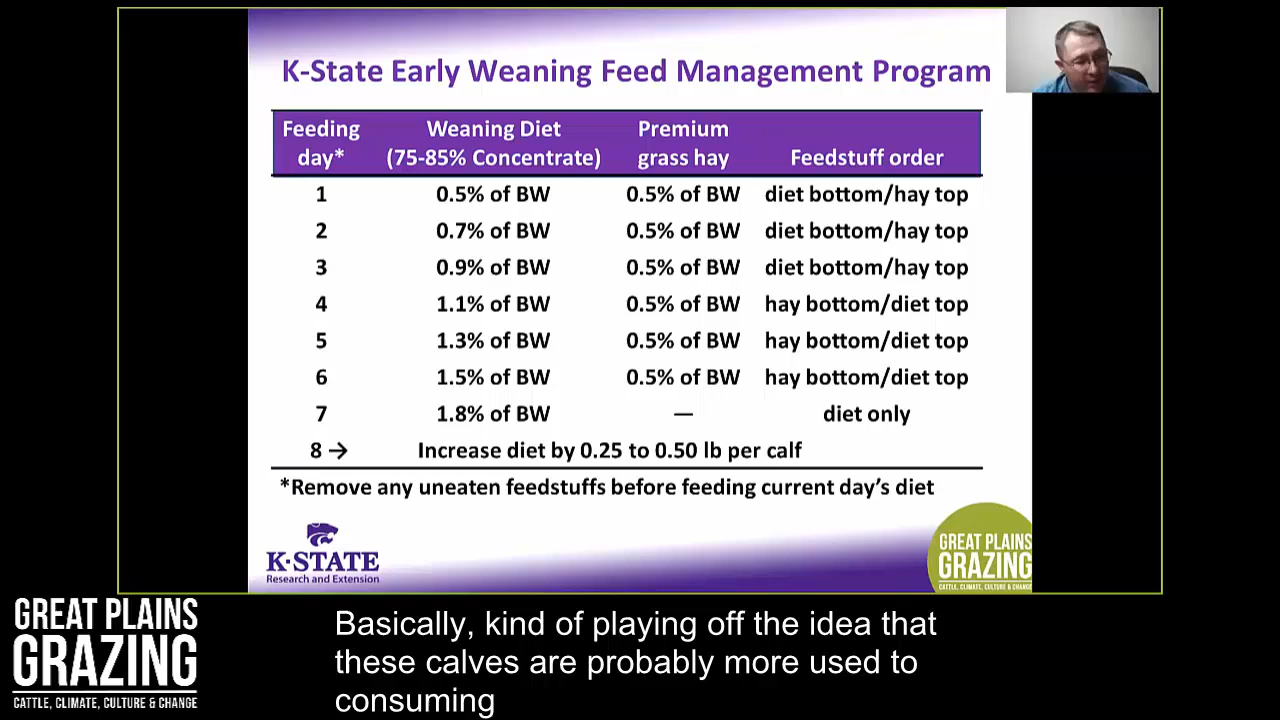 K-State Early Weaning Feed Management Program
Feeding day* Weaning Diet (75-85% Concentrate) Premium grass hay Feedstuff order
1 0.5% of BW 0.5% of BW diet bottom/hay top
2 0.7% of BW 0.5% of BW diet bottom/hay top
3 0.9% of BW 0.5% of BW diet bottom/hay top
4 1.1% of BW 0.5% of BW hay bottom/diet top
5 1.3% of BW 0.5% of BW hay bottom/diet top
6 1.5% of BW 0.5% of BW hay bottom/diet top
7 1.8% of BW — diet only
8 → Increase diet by 0.25 to 0.50 lb per calf
*Remove any uneaten feedstuffs before feeding current day's diet
K-STATE
Research and Extension
GREAT PLAINS
GRAZING
CATTLE, CLIMATE, CULTURE & CHANGE
GREAT PLAINS
GRAZING
CATTLE, CLIMATE, CULTURE & CHANGE
Basically, kind of playing off the idea that
these calves are probably more used to
consuming